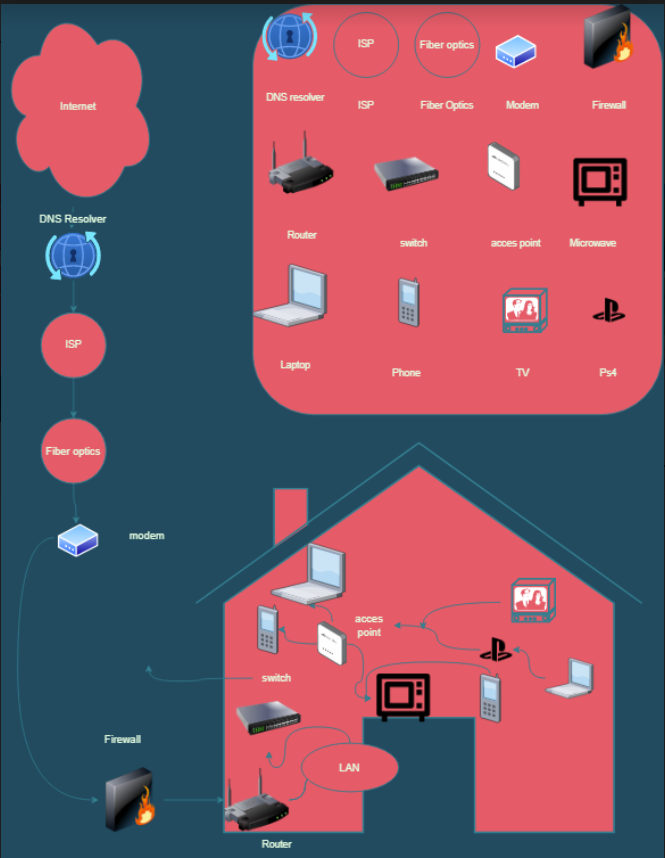 ISP
Fiber optics
DNS resolver
ISP
Fiber Optics
Modem
Firewall
Internet
Router
switch
acces point
Microwave
DNS Resolver
ISP
Laptop
Phone
TV
Ps4
Fiber optics
modem
acces
point
switch
Firewall
LAN
Router